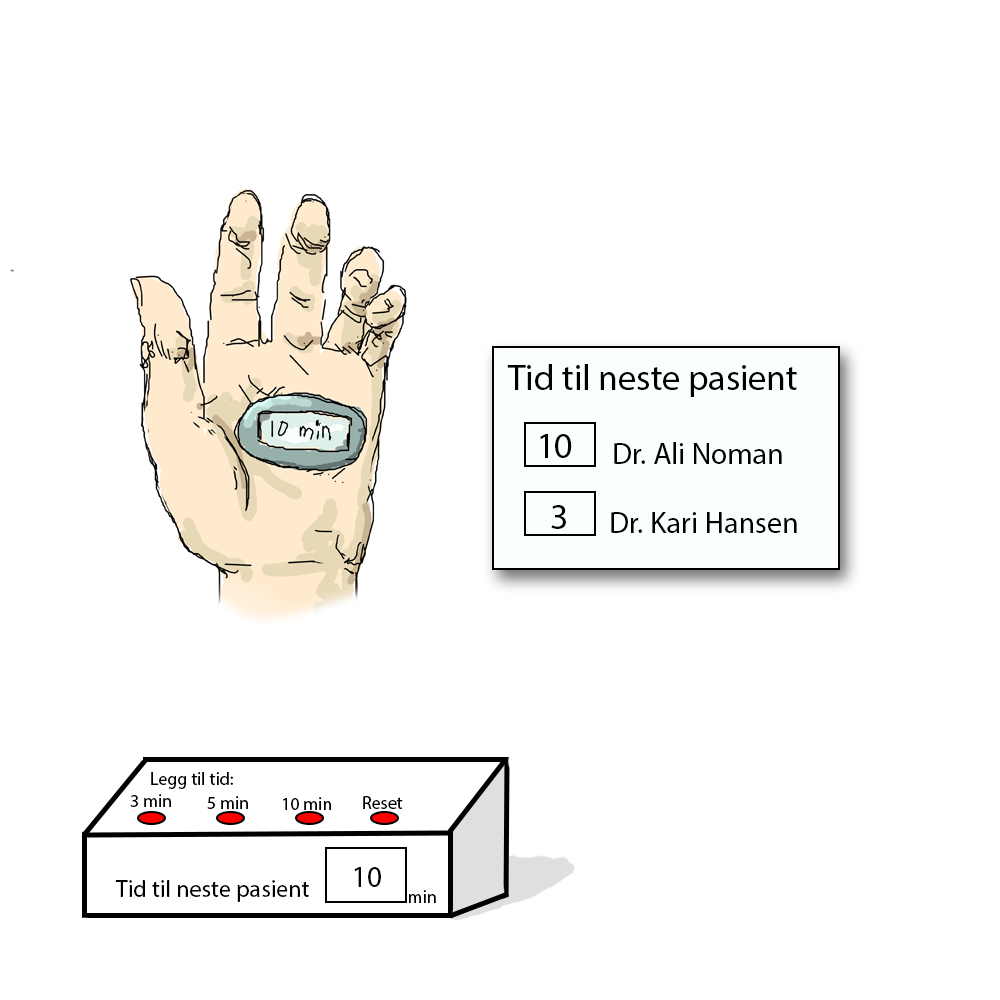 10 min
Tid til neste pasient
10 Dr. Ali Noman
3 Dr. Kari Hansen
Legg til tid:
3 min 5 min 10 min Reset
Tid til neste pasient 10 min